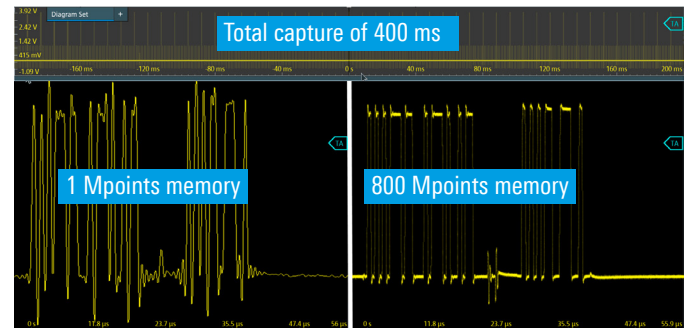 3.92 V
Diagram Set +
2.42 V
1.42 V
415 mV
-1.09 V
Total capture of 400 ms
TA
-160 ms -120 ms -80 ms -40 ms 0 s 40 ms 80 ms 120 ms 160 ms 200 ms
TA
TA
1 Mpoints memory
800 Mpoints memory
0 s 11.8 µs 23.7 µs 35.5 µs 47.4 µs 56 µs
0 s 11.8 µs 23.7 µs 35.5 µs 47.4 µs 55.9 µs